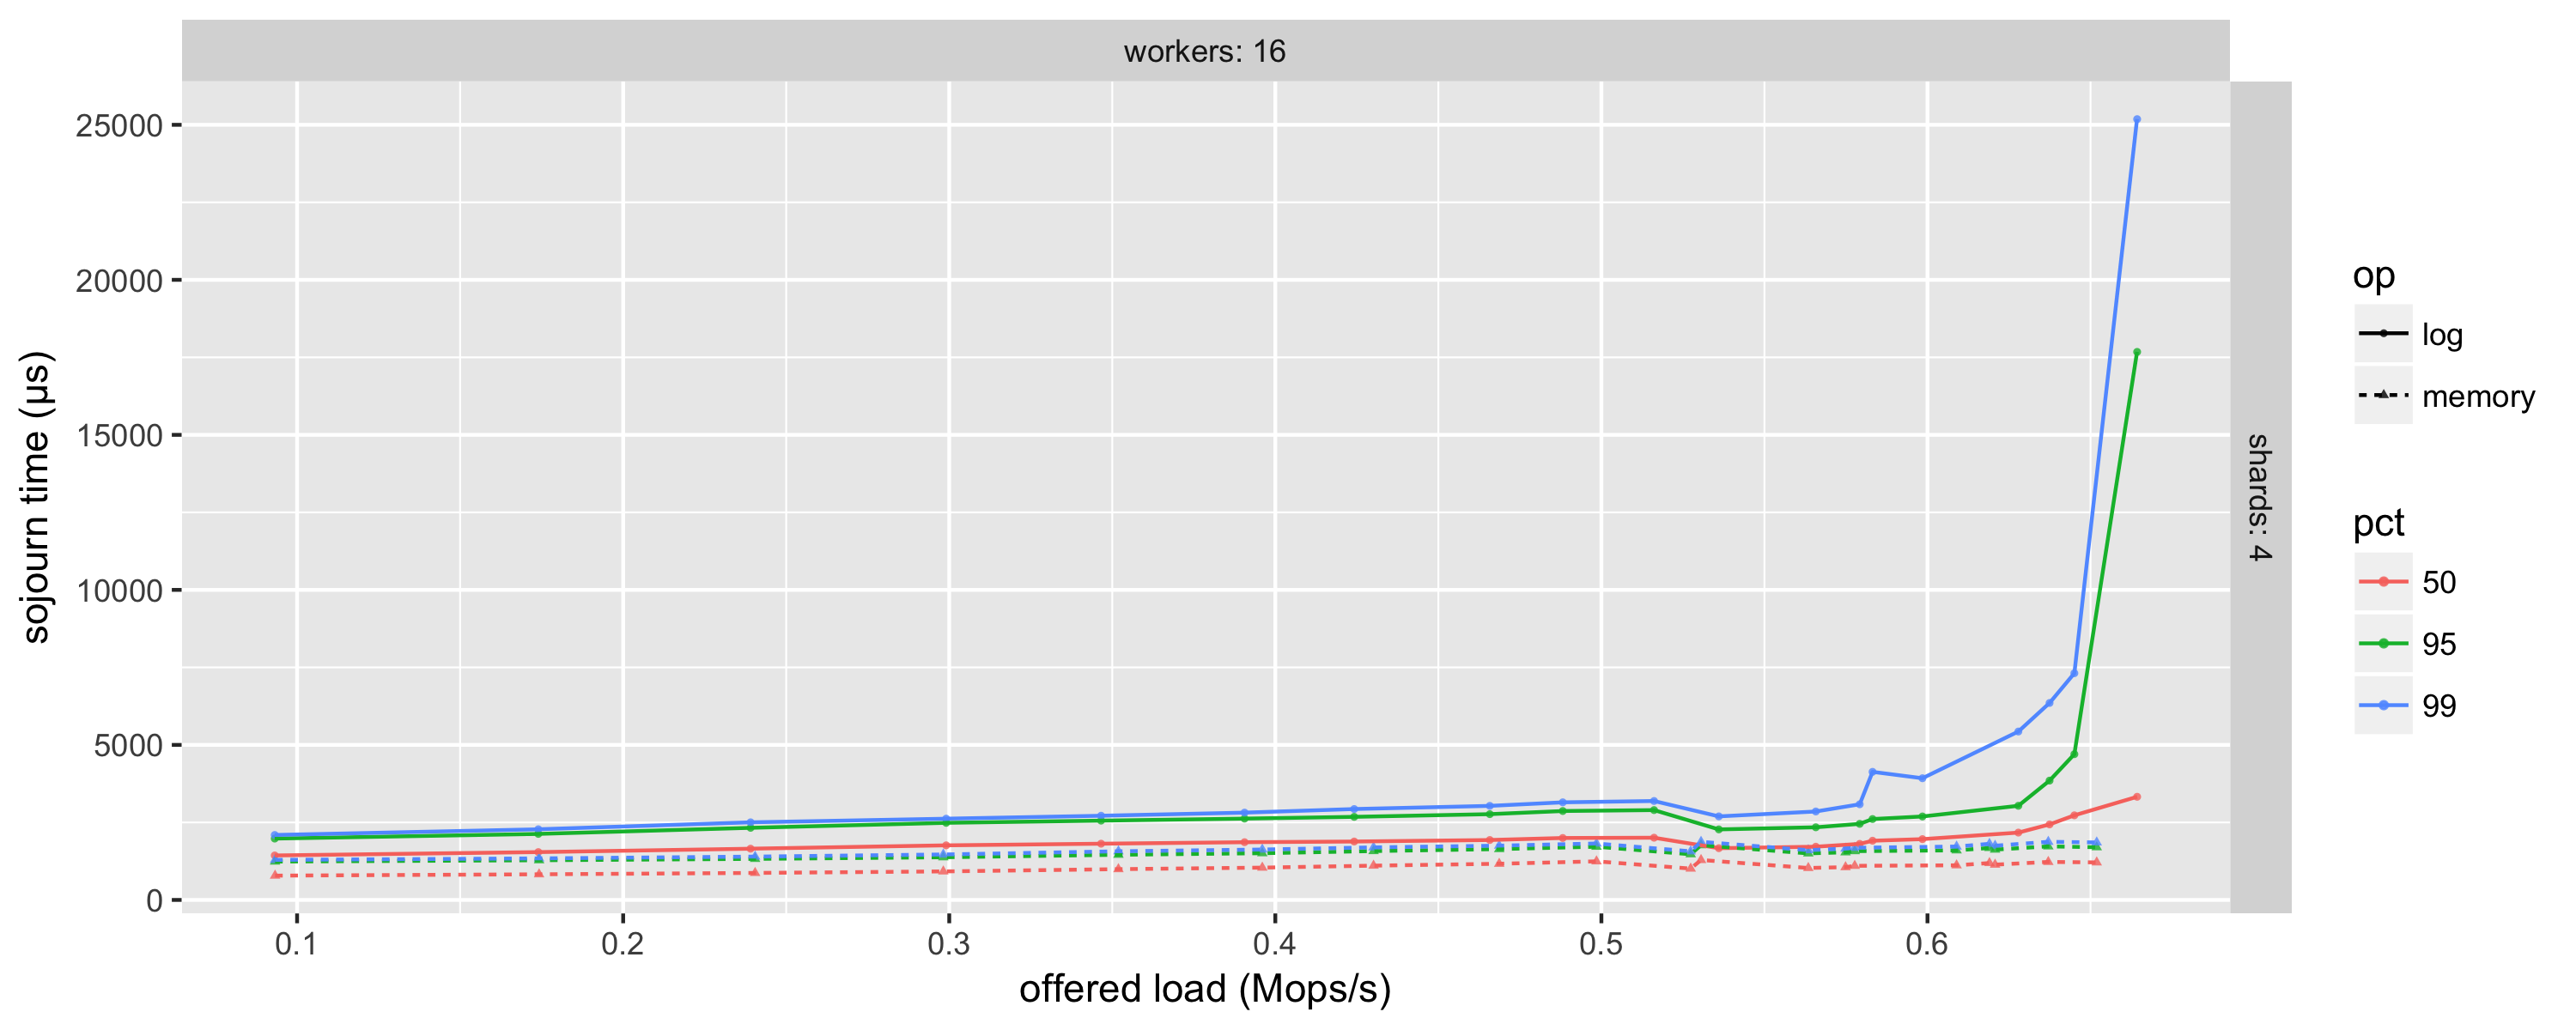 workers: 16
shards: 4
sojourn time (µs)
25000
20000
15000
10000
5000
0
0.1 0.2 0.3 0.4 0.5 0.6
offered load (Mops/s)
op
log
memory
pct
50
95
99